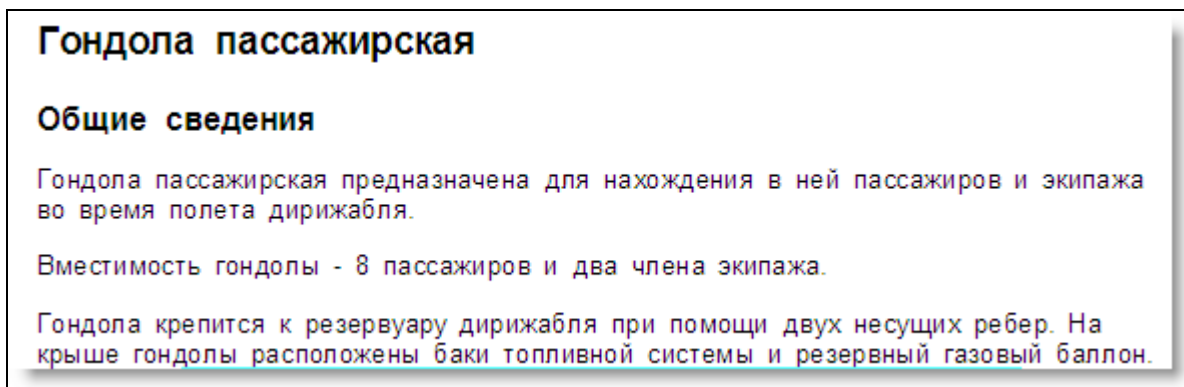 Гондола пассажирская
Общие сведения
Гондола пассажирская предназначена для нахождения в ней пассажиров и экипажа
во время полета дирижабля.
Вместимость гондолы - 8 пассажиров и два члена экипажа.
Гондола крепится к резервуару дирижабля при помощи двух несущих ребер. На
крыше гондолы расположены баки топливной системы и резервный газовый баллон.